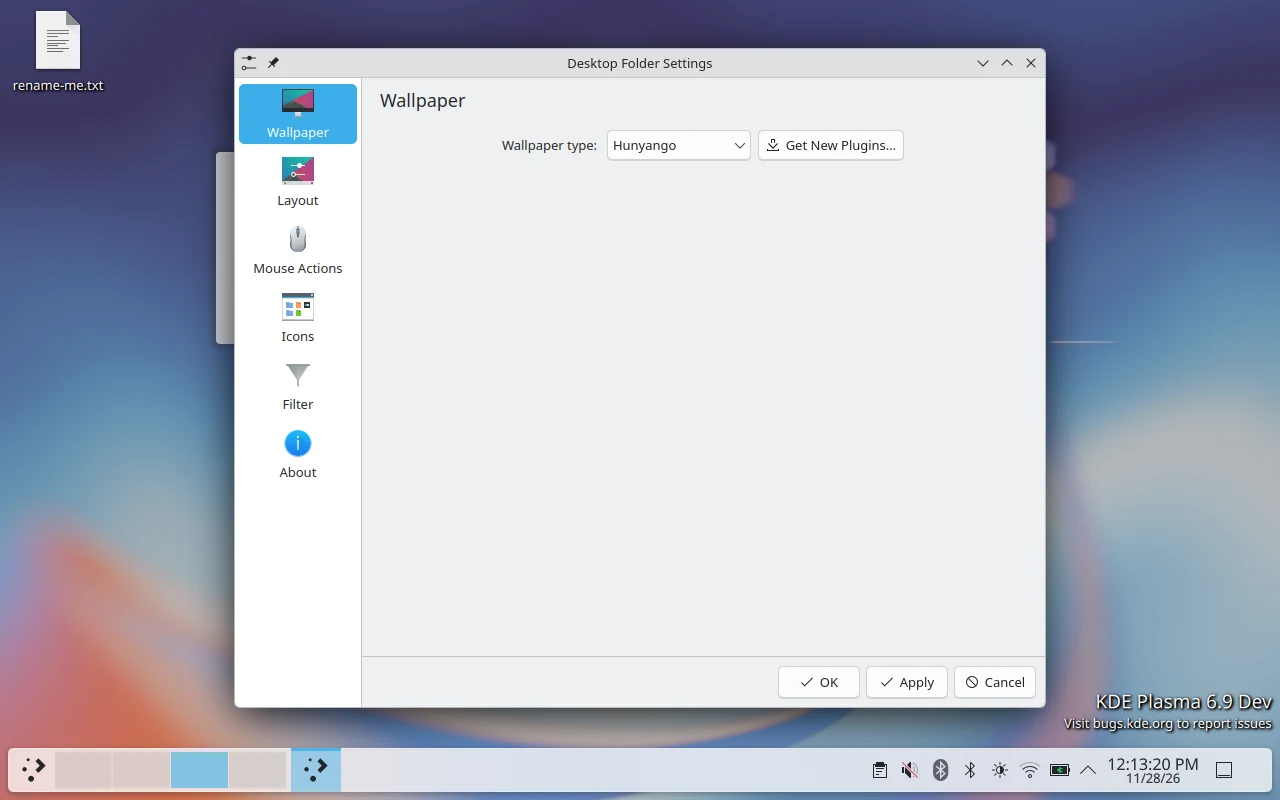 rename-me.txt
Desktop Folder Settings
Wallpaper
Layout
Mouse Actions
Icons
Filter
About
Wallpaper
Wallpaper type: Hunyango Get New Plugins...
OK Apply Cancel
KDE Plasma 6.9 Dev
Visit bugs.kde.org to report issues
12:13:20 PM
11/28/26